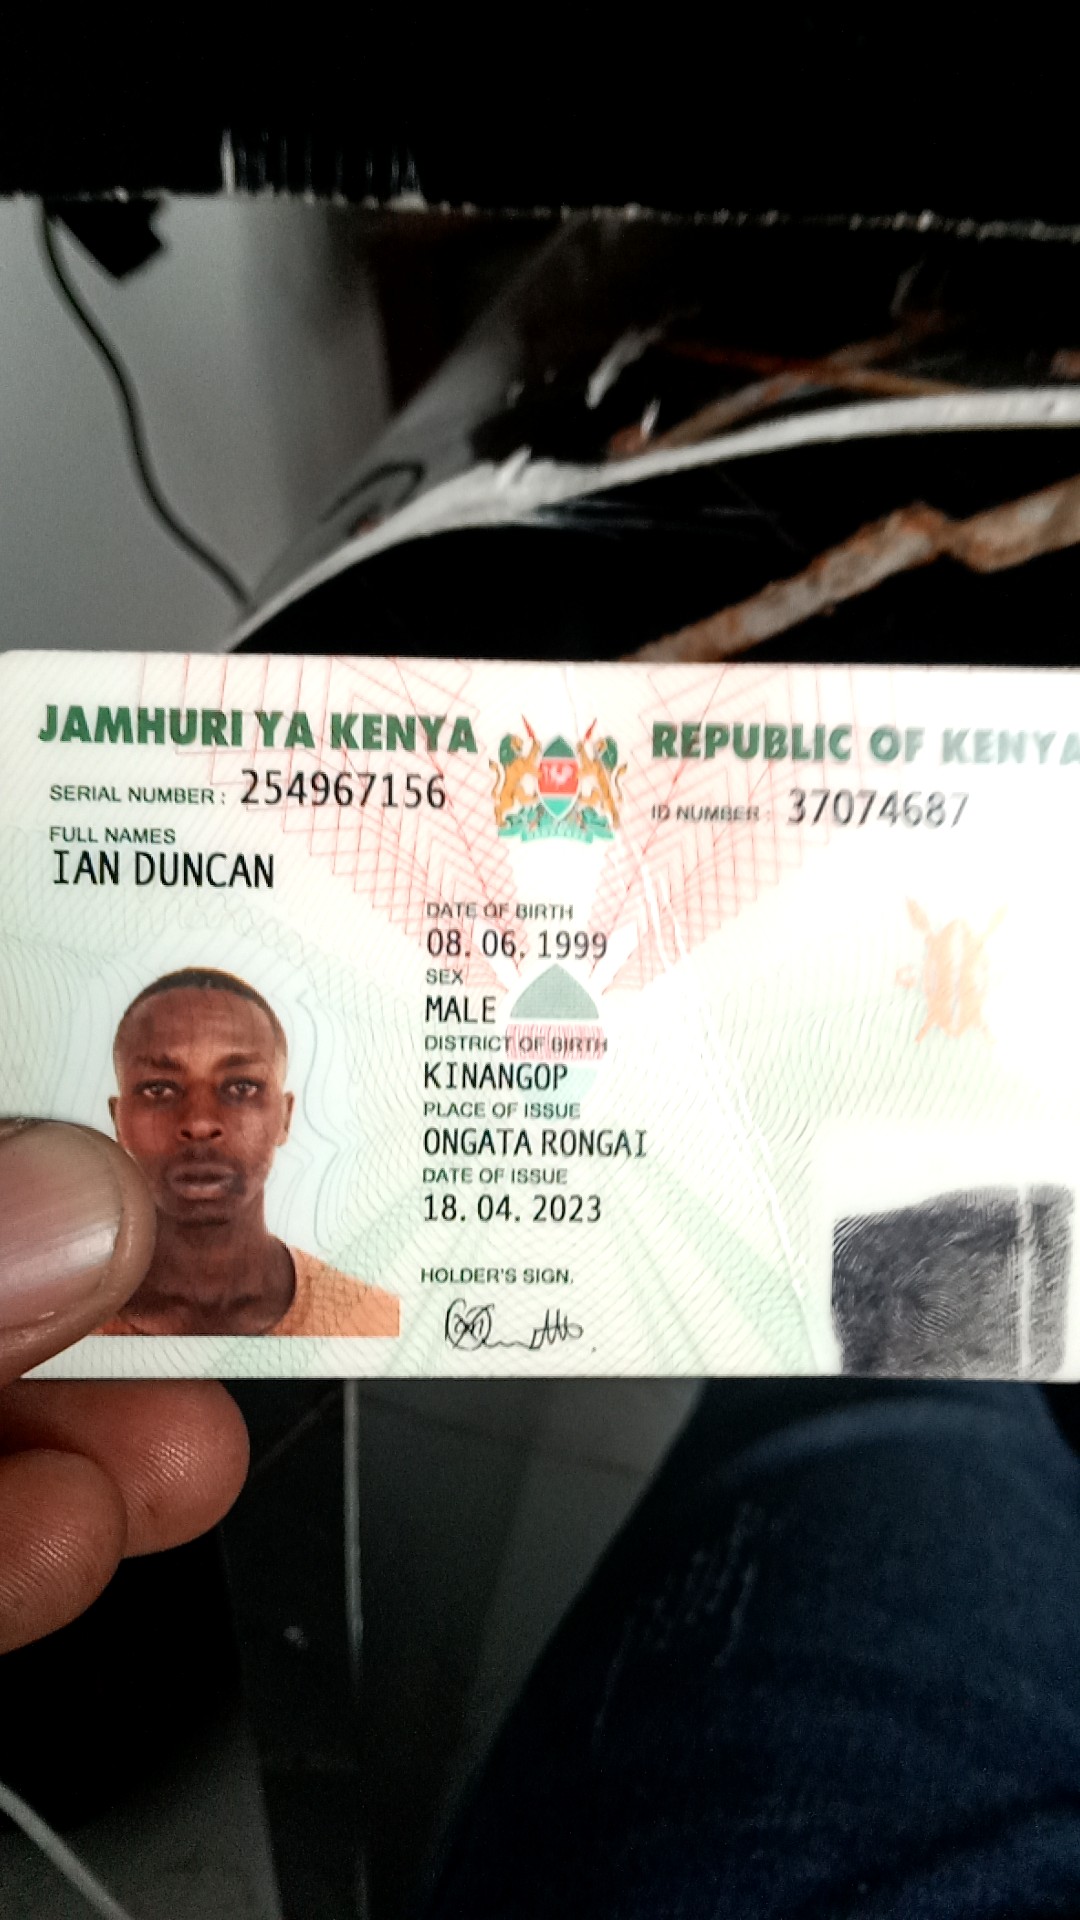 JAMHURI YA KENYA
REPUBLIC OF KENYA
SERIAL NUMBER : 254967156
ID NUMBER : 37074687
FULL NAMES
IAN DUNCAN
DATE OF BIRTH
08. 06. 1999
SEX
MALE
DISTRICT OF BIRTH
KINANGOP
PLACE OF ISSUE
ONGATA RONGAI
DATE OF ISSUE
18. 04. 2023
HOLDER'S SIGN.